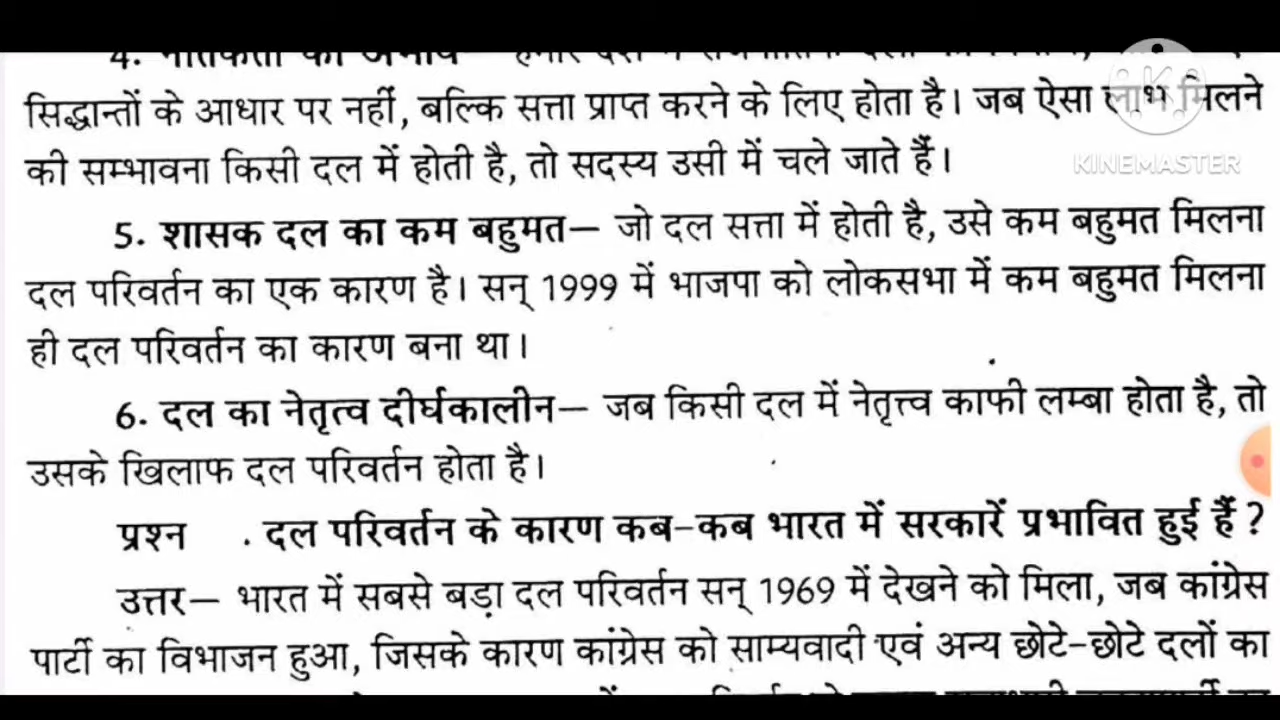 सिद्धान्तों के आधार पर नहीं, बल्कि सत्ता प्राप्त करने के लिए होता है। जब ऐसा लाभ मिलने
KINEMASTER
की सम्भावना किसी दल में होती है, तो सदस्य उसी में चले जाते हैं।
5. शासक दल का कम बहुमत— जो दल सत्ता में होती है, उसे कम बहुमत मिलना
दल परिवर्तन का एक कारण है। सन् 1999 में भाजपा को लोकसभा में कम बहुमत मिलना
ही दल परिवर्तन का कारण बना था।
6. दल का नेतृत्व दीर्घकालीन— जब किसी दल में नेतृत्त्व काफी लम्बा होता है, तो
उसके खिलाफ दल परिवर्तन होता है।
प्रश्न . दल परिवर्तन के कारण कब-कब भारत में सरकारें प्रभावित हुई हैं ?
उत्तर— भारत में सबसे बड़ा दल परिवर्तन सन् 1969 में देखने को मिला, जब कांग्रेस
पार्टी का विभाजन हुआ, जिसके कारण कांग्रेस को साम्यवादी एवं अन्य छोटे-छोटे दलों का